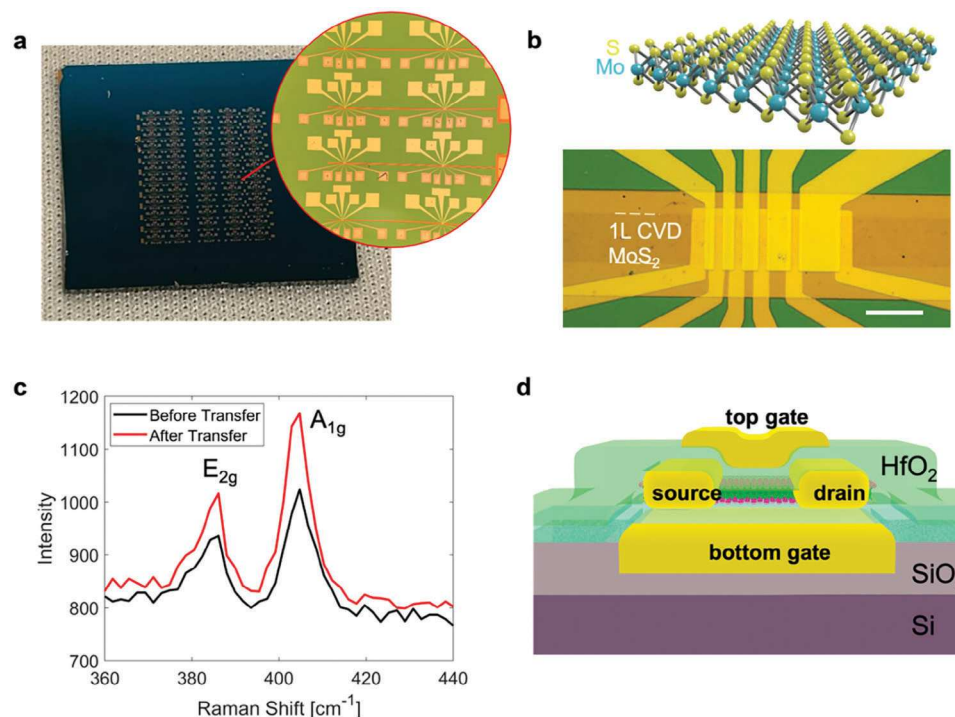 a
b
S
Mo
1L CVD
MoS₂
c
1200
1100
1000
900
800
700
Intensity
Before Transfer
After Transfer
E₂g
A₁g
360
380
400
420
440
Raman Shift [cm⁻¹]
d
top gate
HfO₂
source
drain
bottom gate
SiO
Si